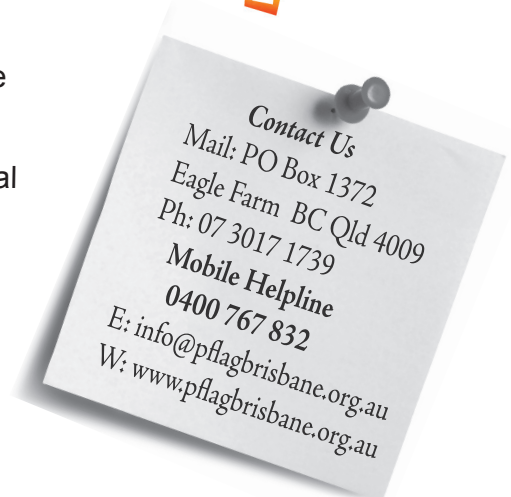 Contact Us
Mail: PO Box 1372
Eagle Farm BC Qld 4009
Ph: 07 3017 1739
Mobile Helpline
0400 767 832
E: info@pflagbrisbane.org.au
W: www.pflagbrisbane.org.au